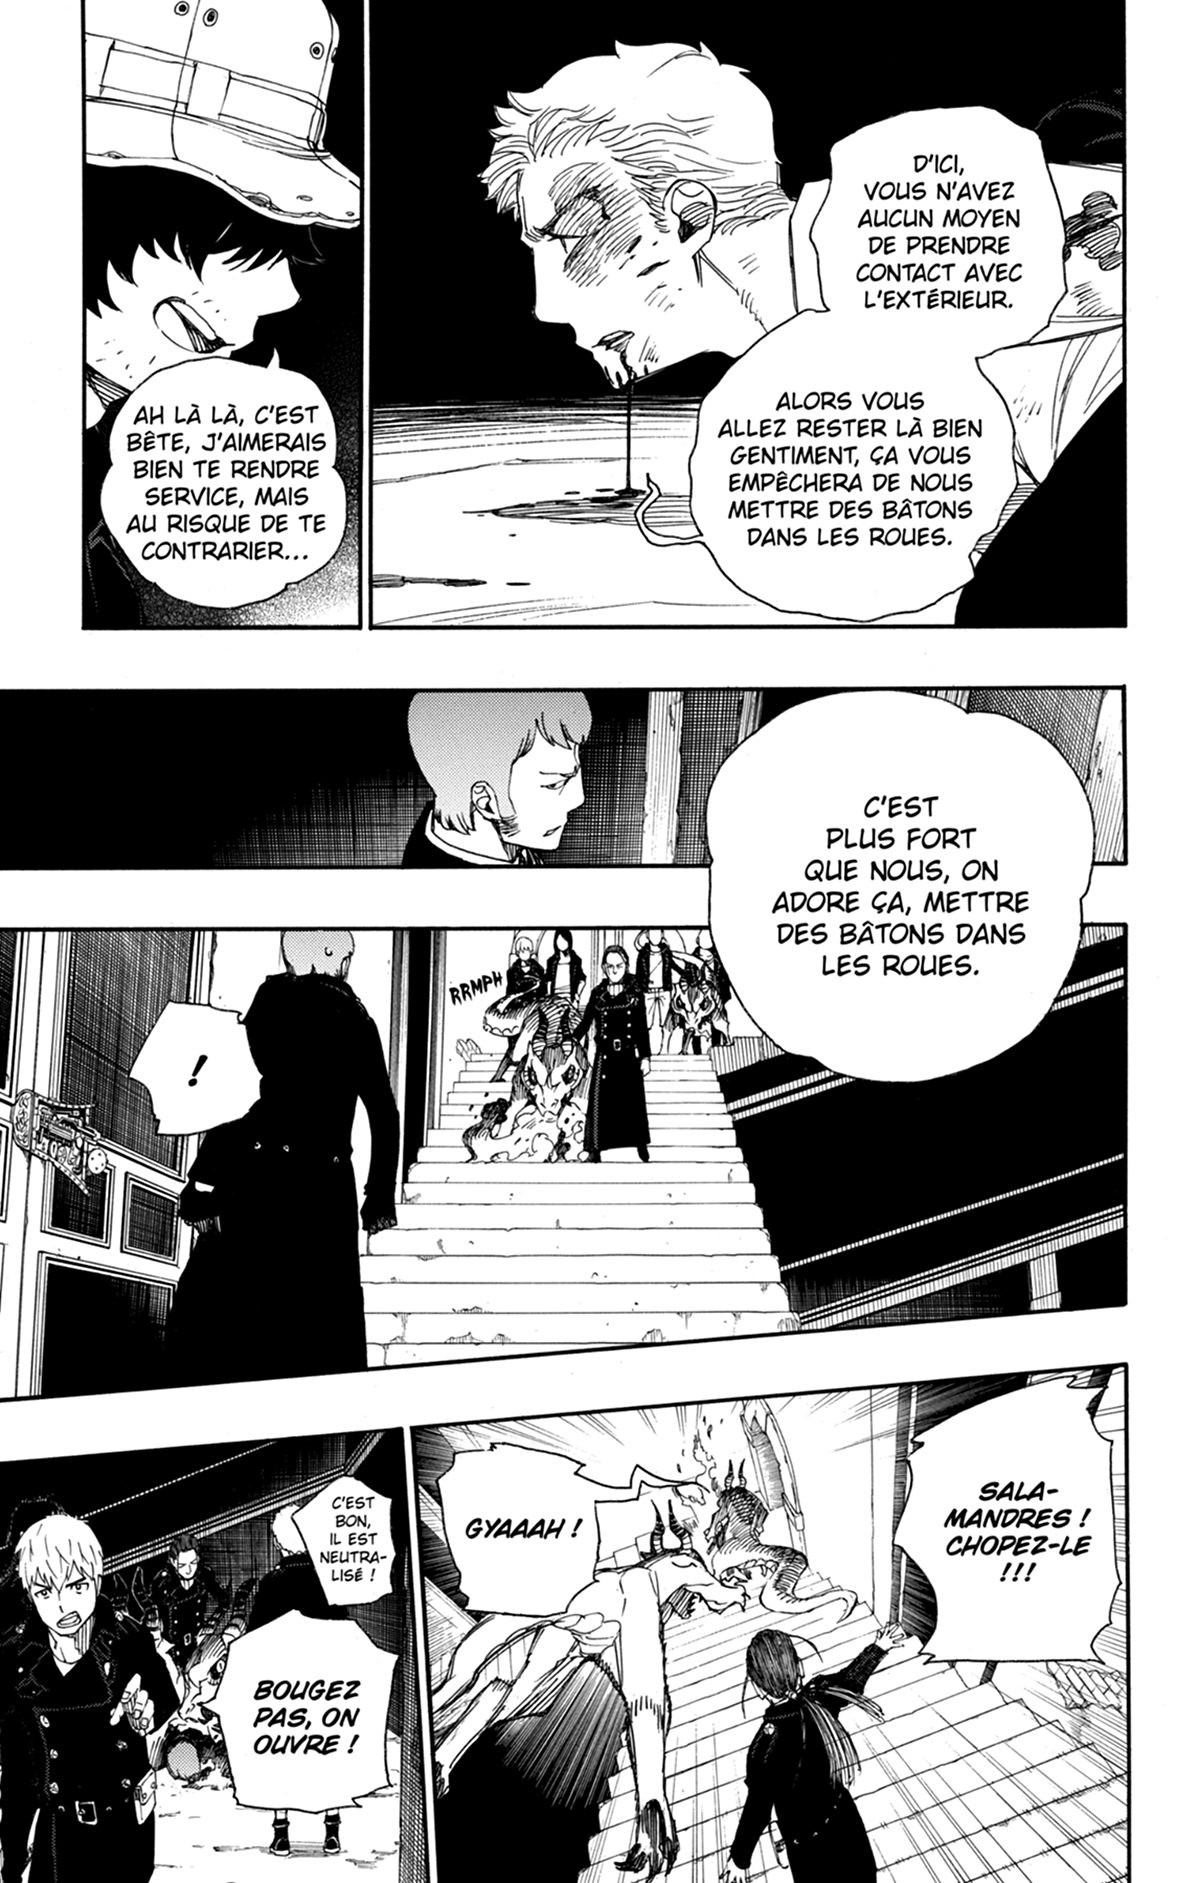 D'ICI,
VOUS N'AVEZ
AUCUN MOYEN
DE PRENDRE
CONTACT AVEC
L'EXTÉRIEUR.
ALORS VOUS
ALLEZ RESTER LÀ BIEN
GENTIMENT, ÇA VOUS
EMPÊCHERA DE NOUS
METTRE DES BÂTONS
DANS LES ROUES.
AH LÀ LÀ, C'EST
BÊTE, J'AIMERAIS
BIEN TE RENDRE
SERVICE, MAIS
AU RISQUE DE TE
CONTRARIER...
C'EST
PLUS FORT
QUE NOUS, ON
ADORE ÇA, METTRE
DES BÂTONS DANS
LES ROUES.
RRMPH
!
SALA-
MANDRES !
CHOPEZ-LE
!!!
GYAAAH !
C'EST
BON,
IL EST
NEUTRA-
LISÉ !
BOUGEZ
PAS, ON
OUVRE !